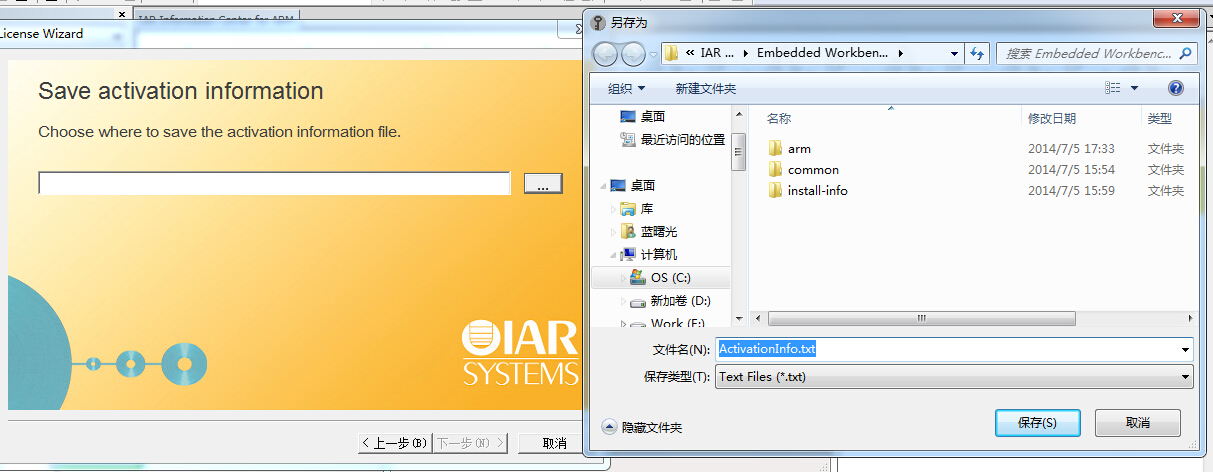 IAR Information Center for ARM
License Wizard
Save activation information
Choose where to save the activation information file.
...
IAR
SYSTEMS
< 上一步(B)
下一步(N) >
取消
另存为
« IAR ... ▸ Embedded Workben... ▸
搜索 Embedded Workbenc...
组织
新建文件夹
桌面
最近访问的位置
桌面
库
蓝曙光
计算机
OS (C:)
新加卷 (D:)
Work (E:)
名称 修改日期 类型
arm 2014/7/5 17:33 文件夹
common 2014/7/5 15:54 文件夹
install-info 2014/7/5 15:59 文件夹
文件名(N): ActivationInfo.txt
保存类型(T): Text Files (*.txt)
隐藏文件夹
保存(S)
取消